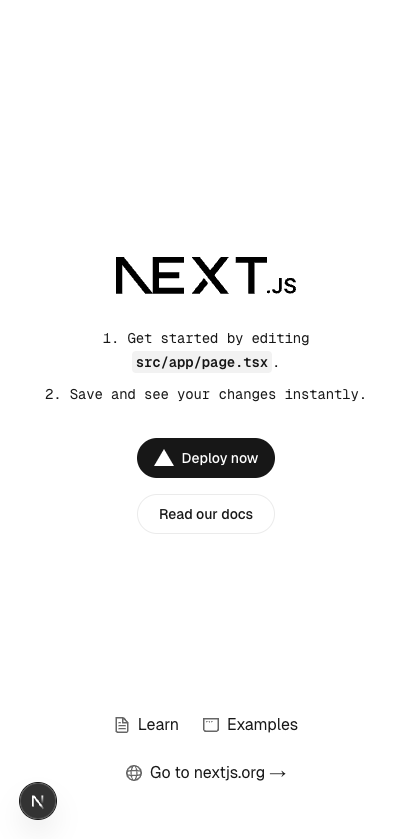 NEXT.JS
1. Get started by editing
src/app/page.tsx.
2. Save and see your changes instantly.
Deploy now
Read our docs
Learn Examples
Go to nextjs.org →
N